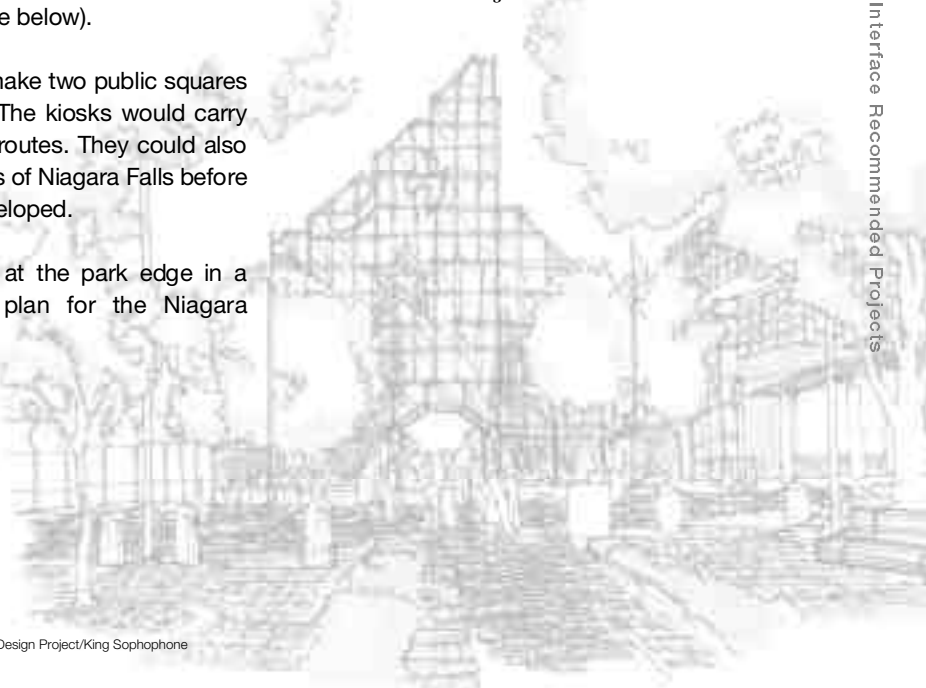 e below).
nake two public squares
The kiosks would carry
routes. They could also
s of Niagara Falls before
eloped.
at the park edge in a
plan for the Niagara
Design Project/King Sophophone
Interface Recommended Projects